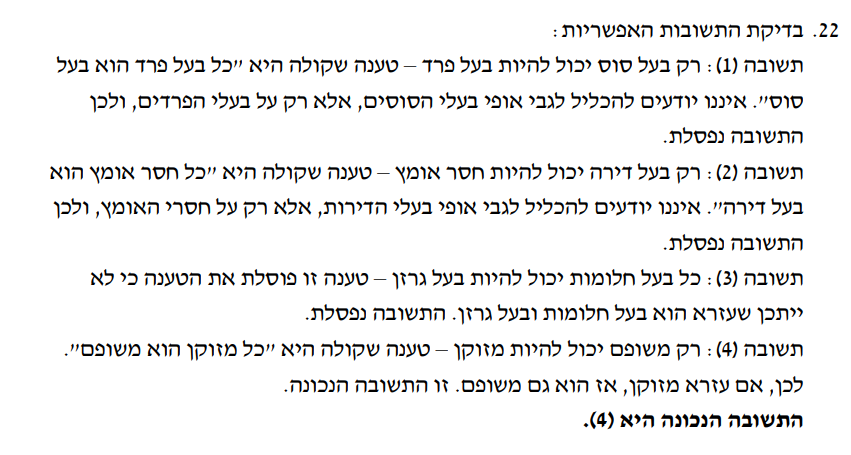 22. בדיקת התשובות האפשריות:
תשובה (1): רק בעל סוס יכול להיות בעל פרד – טענה שקולה היא "כל בעל פרד הוא בעל
סוס". איננו יודעים להכליל לגבי אופי בעלי הסוסים, אלא רק על בעלי הפרדים, ולכן
התשובה נפסלת.
תשובה (2): רק בעל דירה יכול להיות חסר אומץ – טענה שקולה היא "כל חסר אומץ הוא
בעל דירה". איננו יודעים להכליל לגבי אופי בעלי הדירות, אלא רק על חסרי האומץ, ולכן
התשובה נפסלת.
תשובה (3): כל בעל חלומות יכול להיות בעל גרזן – טענה זו פוסלת את הטענה כי לא
ייתכן שעזרא הוא בעל חלומות ובעל גרזן. התשובה נפסלת.
תשובה (4): רק משופם יכול להיות מזוקן – טענה שקולה היא "כל מזוקן הוא משופם".
לכן, אם עזרא מזוקן, אז הוא גם משופם. זו התשובה הנכונה.
התשובה הנכונה היא (4).